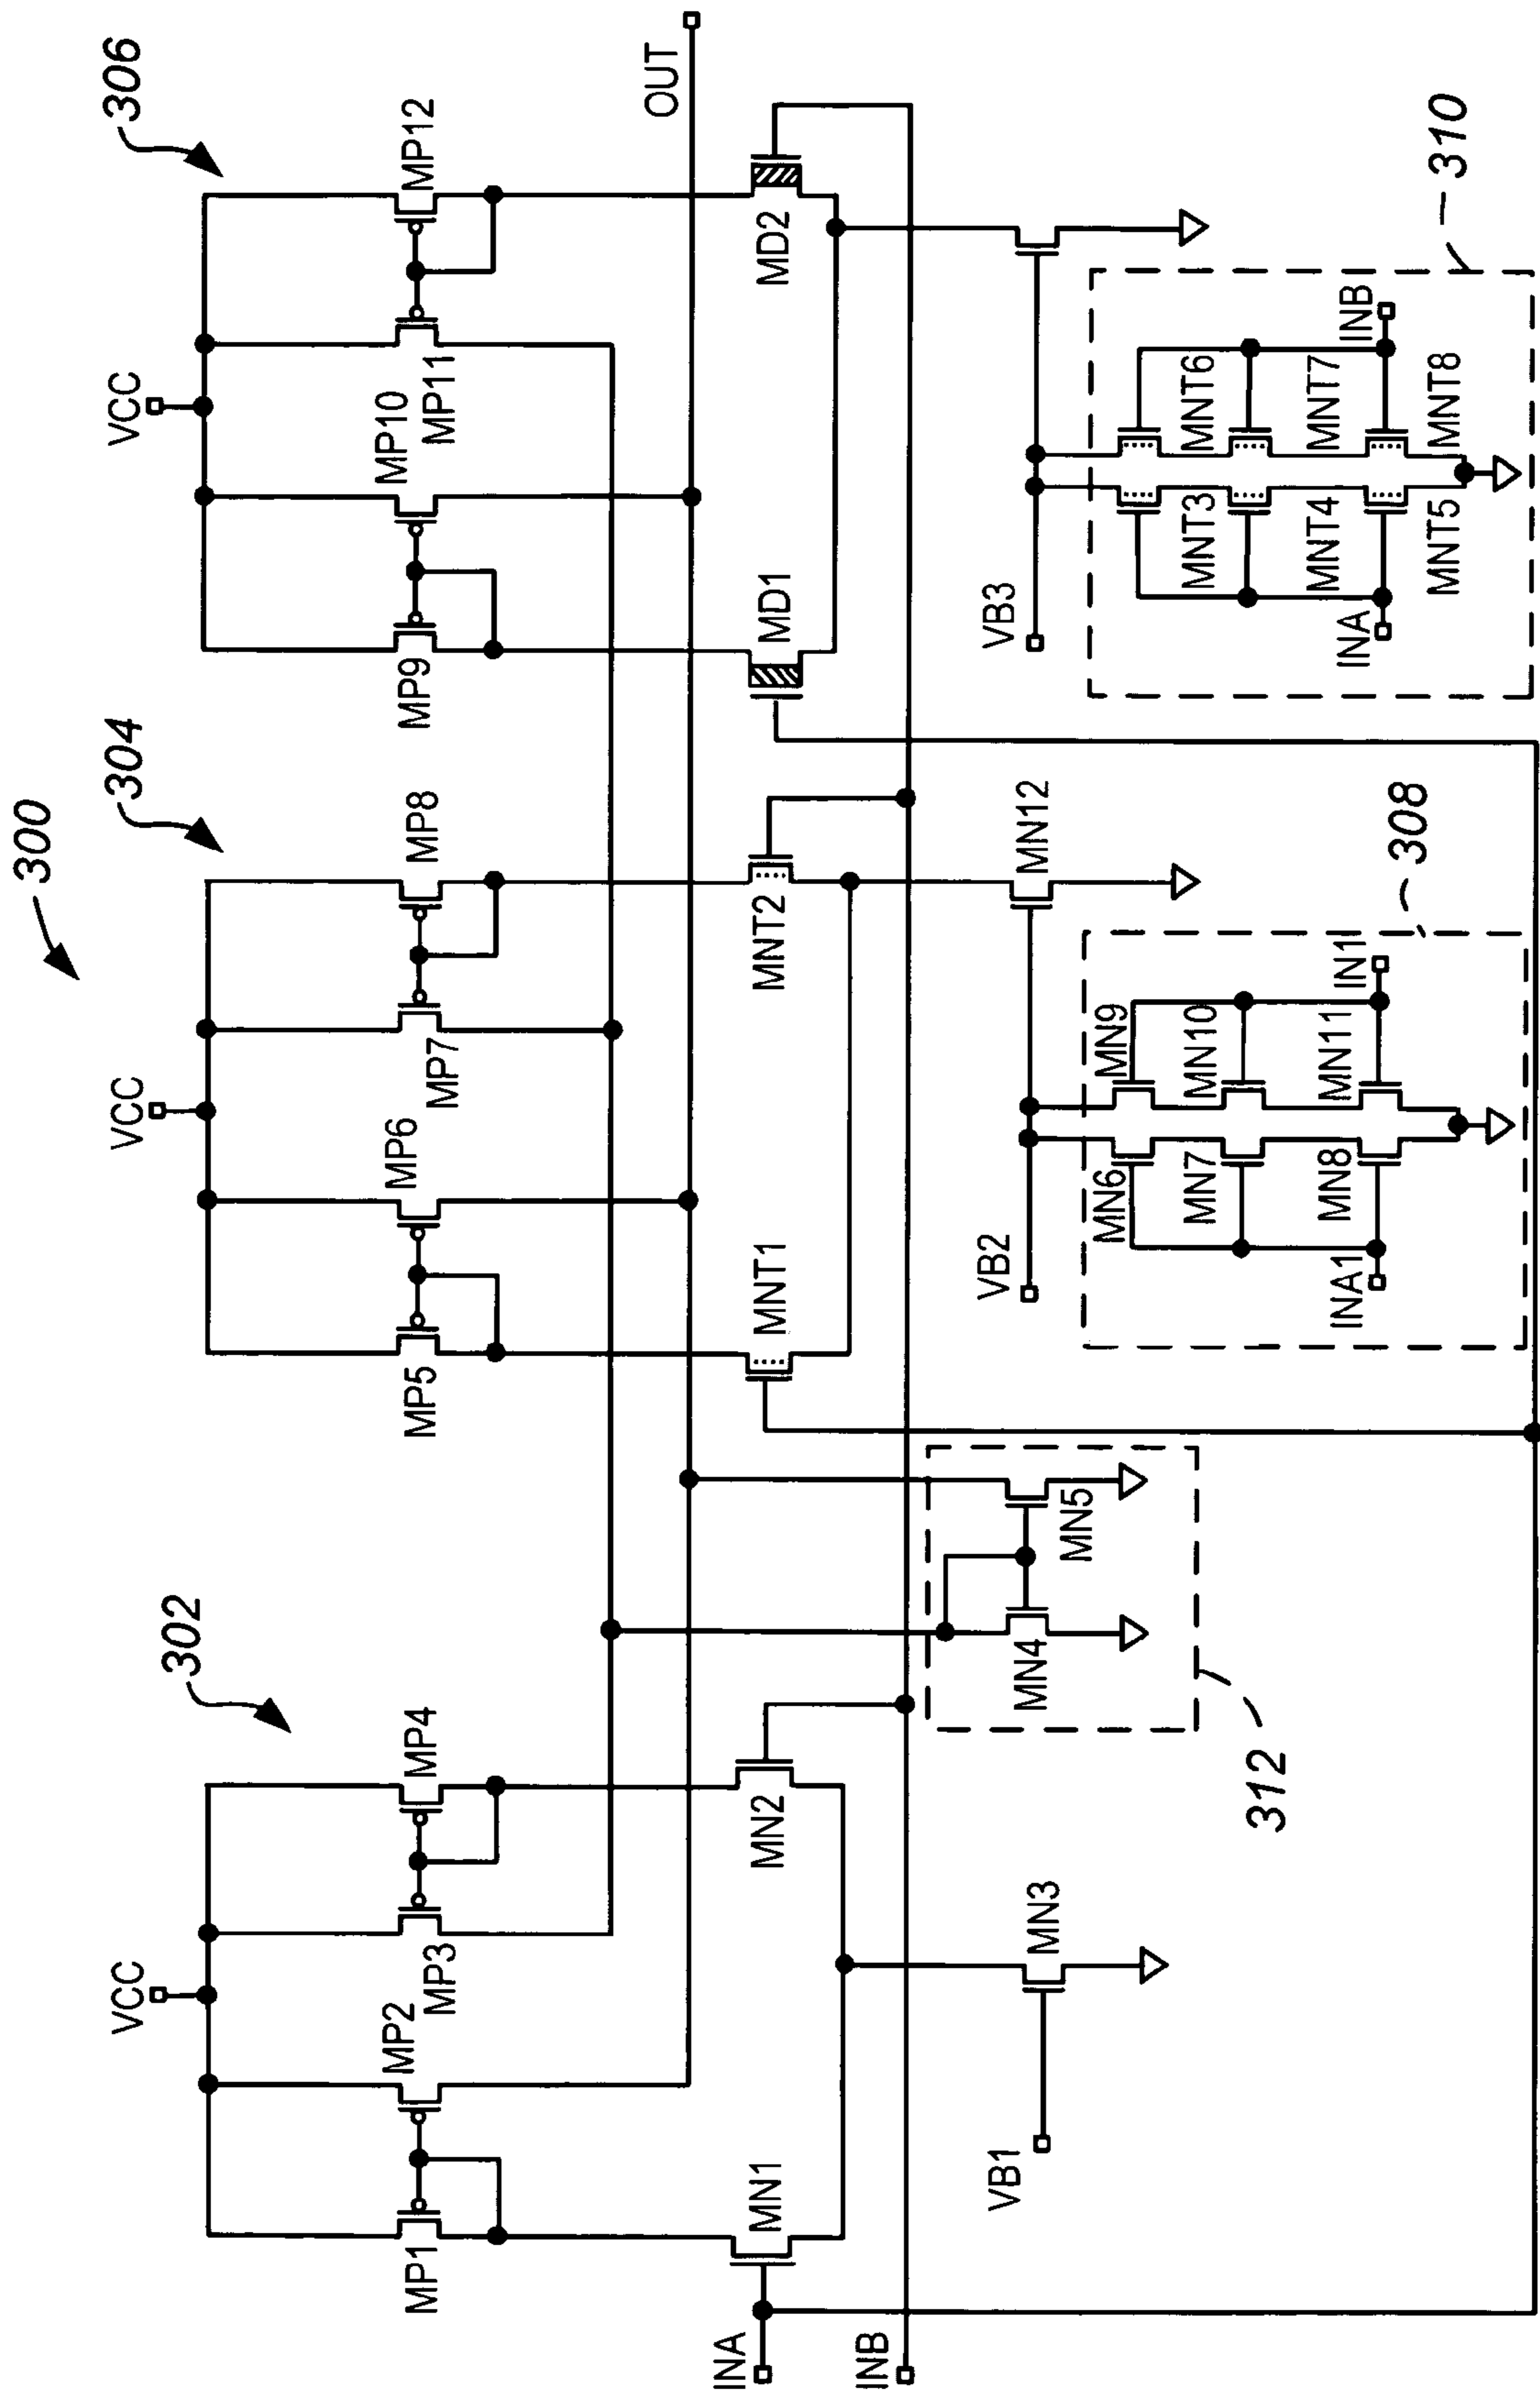 300
302
304
306
VCC
VCC
VCC
MP1
MP2
MP3
MP4
MP5
MP6
MP7
MP8
MP9
MP10
MP11
MP12
OUT
INA
MN1
MN2
MNT1
MNT2
MD1
MD2
INB
VB1
MN3
MN4
MN5
312
VB2
MN12
MN6
MN7
MN8
MN9
MN10
MN11
INA1
IN1
308
VB3
MNT3
MNT4
MNT5
MNT6
MNT7
MNT8
INA
INB
310